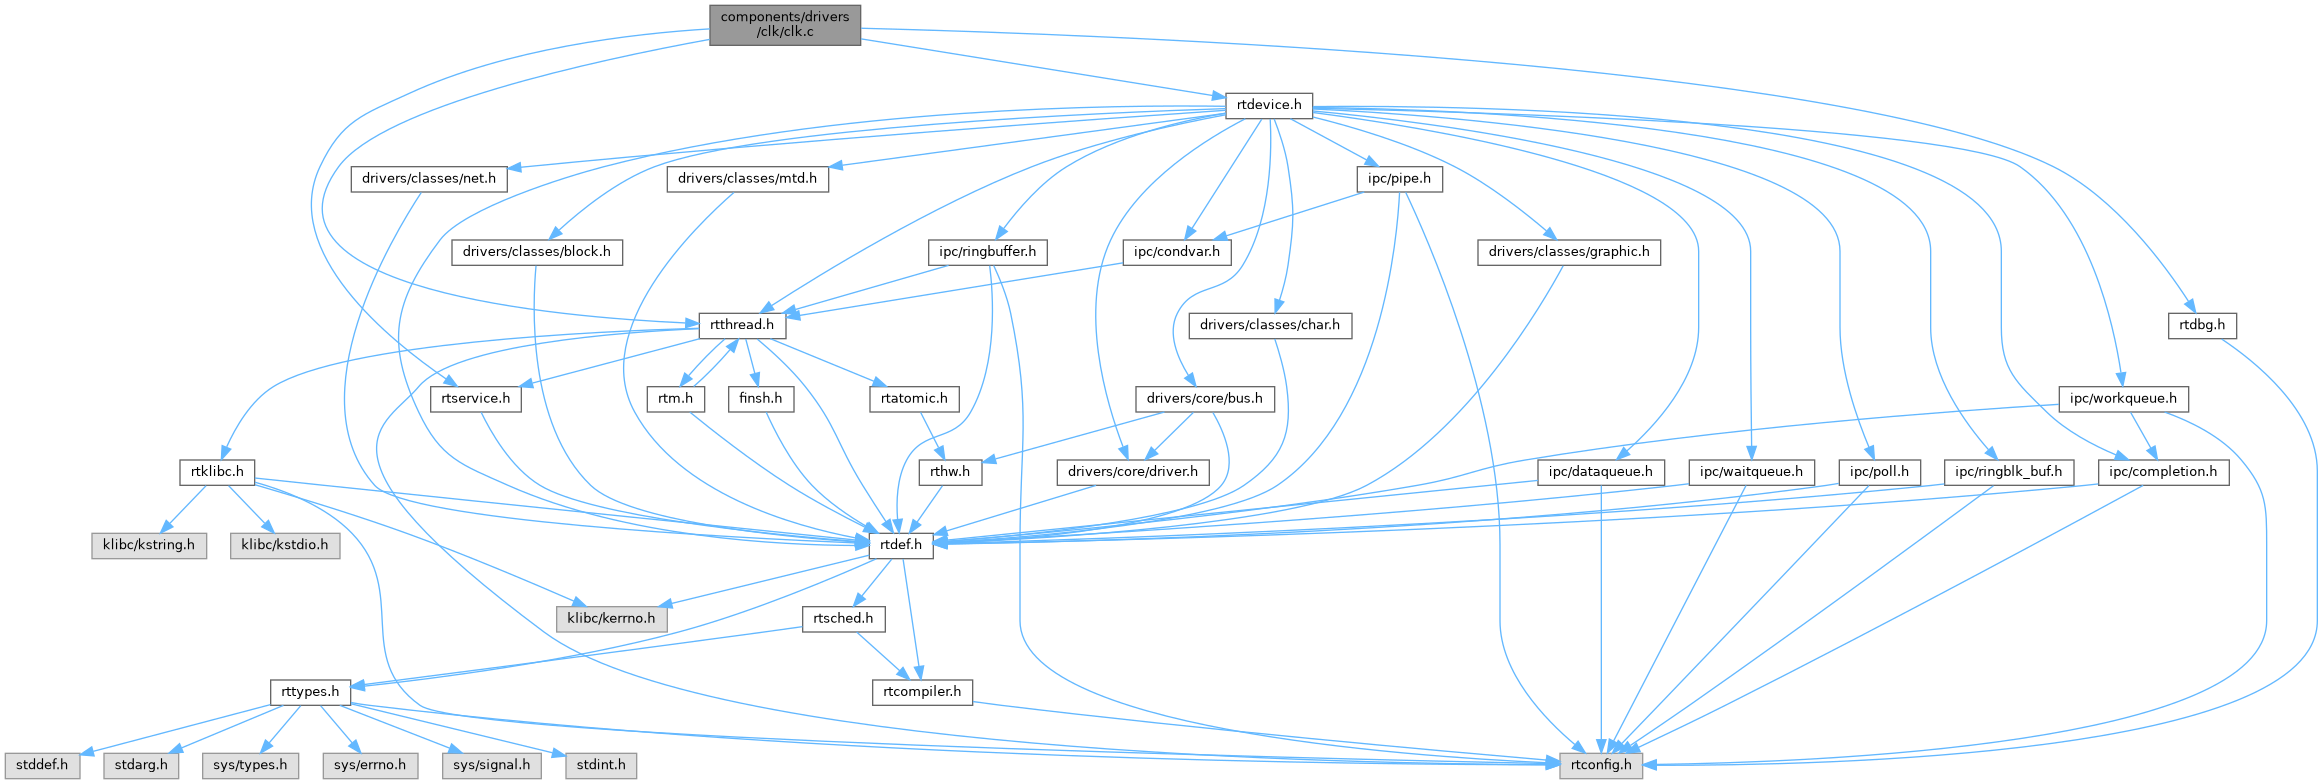 components/drivers
/clk/clk.c
rtdevice.h
drivers/classes/net.h
drivers/classes/mtd.h
ipc/pipe.h
drivers/classes/block.h
ipc/ringbuffer.h
ipc/condvar.h
drivers/classes/graphic.h
rtthread.h
drivers/classes/char.h
rtdbg.h
rtservice.h
rtm.h
finsh.h
rtatomic.h
drivers/core/bus.h
ipc/workqueue.h
rtklibc.h
rthw.h
drivers/core/driver.h
ipc/dataqueue.h
ipc/waitqueue.h
ipc/poll.h
ipc/ringblk_buf.h
ipc/completion.h
klibc/kstring.h
klibc/kstdio.h
rtdef.h
klibc/kerrno.h
rtsched.h
rttypes.h
rtcompiler.h
stddef.h
stdarg.h
sys/types.h
sys/errno.h
sys/signal.h
stdint.h
rtconfig.h